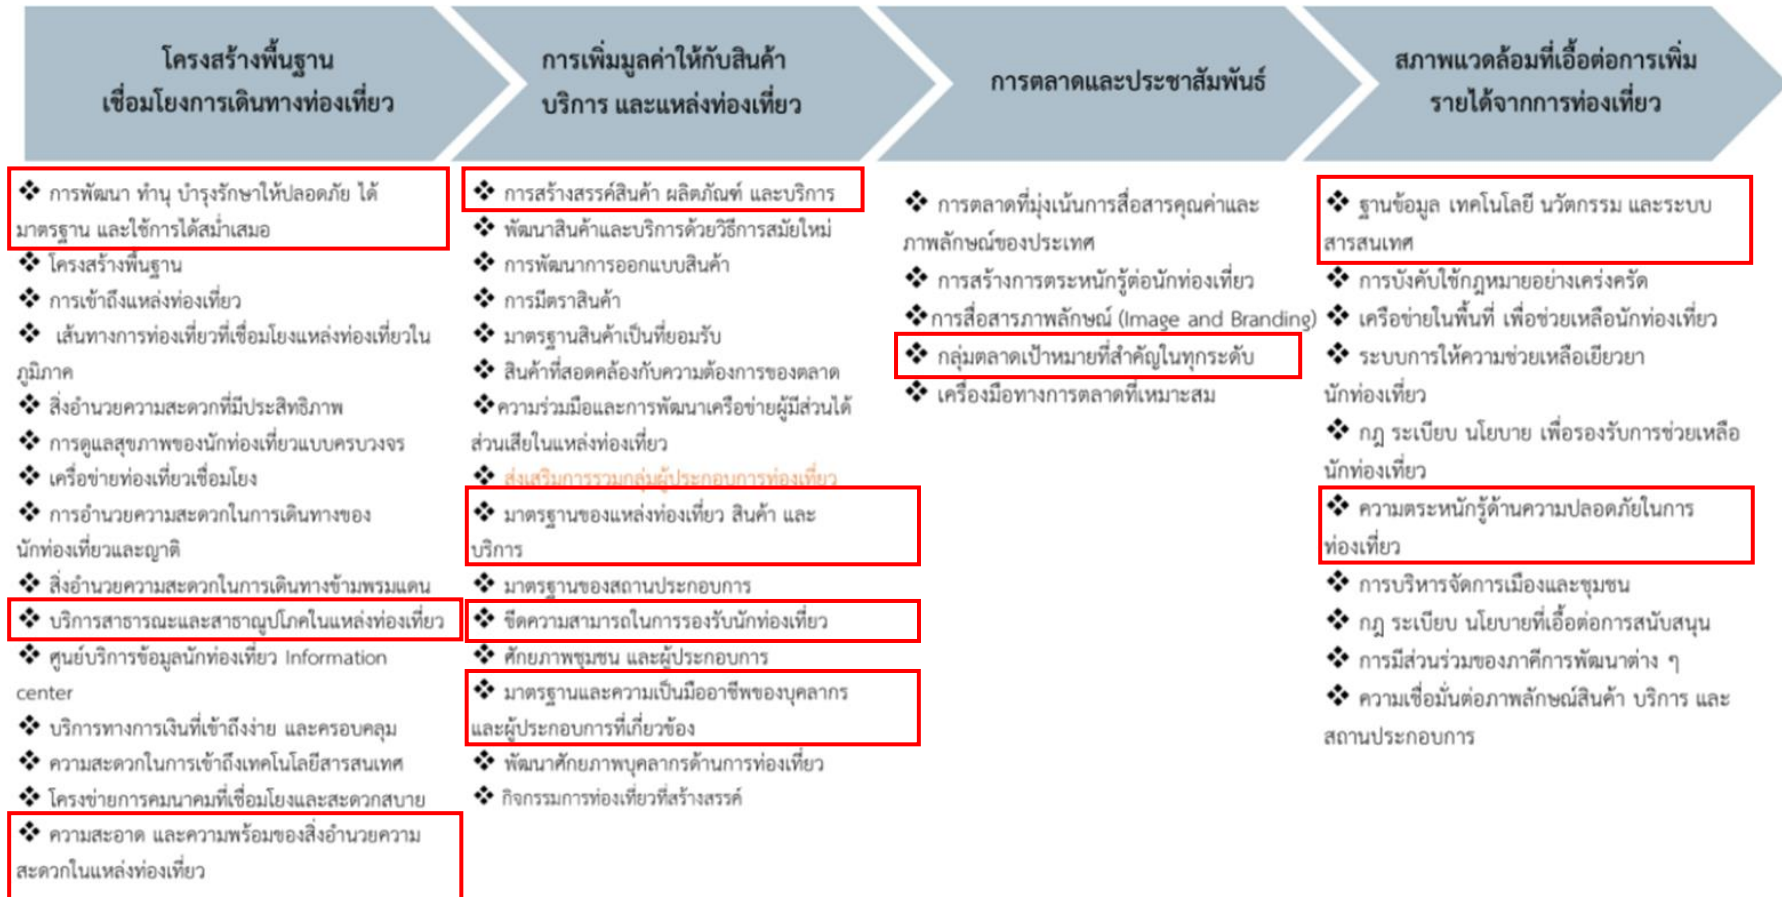 โครงสร้างพื้นฐาน
เชื่อมโยงการเดินทางท่องเที่ยว
❖ การพัฒนา ทำนุ บำรุงรักษาให้ปลอดภัย ได้
มาตรฐาน และใช้การได้สม่ำเสมอ
❖ โครงสร้างพื้นฐาน
❖ การเข้าถึงแหล่งท่องเที่ยว
❖ เส้นทางการท่องเที่ยวที่เชื่อมโยงแหล่งท่องเที่ยวใน
ภูมิภาค
❖ สิ่งอำนวยความสะดวกที่มีประสิทธิภาพ
❖ การดูแลสุขภาพของนักท่องเที่ยวแบบครบวงจร
❖ เครือข่ายท่องเที่ยวเชื่อมโยง
❖ การอำนวยความสะดวกในการเดินทางของ
นักท่องเที่ยวและญาติ
❖ สิ่งอำนวยความสะดวกในการเดินทางข้ามพรมแดน
❖ บริการสาธารณะและสาธาณูปโภคในแหล่งท่องเที่ยว
❖ ศูนย์บริการข้อมูลนักท่องเที่ยว Information
center
❖ บริการทางการเงินที่เข้าถึงง่าย และครอบคลุม
❖ ความสะดวกในการเข้าถึงเทคโนโลยีสารสนเทศ
❖ โครงข่ายการคมนาคมที่เชื่อมโยงและสะดวกสบาย
❖ ความสะอาด และความพร้อมของสิ่งอำนวยความ
สะดวกในแหล่งท่องเที่ยว
การเพิ่มมูลค่าให้กับสินค้า
บริการ และแหล่งท่องเที่ยว
❖ การสร้างสรรค์สินค้า ผลิตภัณฑ์ และบริการ
❖ พัฒนาสินค้าและบริการด้วยวิธีการสมัยใหม่
❖ การพัฒนาการออกแบบสินค้า
❖ การมีตราสินค้า
❖ มาตรฐานสินค้าเป็นที่ยอมรับ
❖ สินค้าที่สอดคล้องกับความต้องการของตลาด
❖ ความร่วมมือและการพัฒนาเครือข่ายผู้มีส่วนได้
ส่วนเสียในแหล่งท่องเที่ยว
❖ ส่งเสริมการรวมกลุ่มผู้ประกอบการท่องเที่ยว
❖ มาตรฐานของแหล่งท่องเที่ยว สินค้า และ
บริการ
❖ มาตรฐานของสถานประกอบการ
❖ ขีดความสามารถในการรองรับนักท่องเที่ยว
❖ ศักยภาพชุมชน และผู้ประกอบการ
❖ มาตรฐานและความเป็นมืออาชีพของบุคลากร
และผู้ประกอบการที่เกี่ยวข้อง
❖ พัฒนาศักยภาพบุคลากรด้านการท่องเที่ยว
❖ กิจกรรมการท่องเที่ยวที่สร้างสรรค์
การตลาดและประชาสัมพันธ์
❖ การตลาดที่มุ่งเน้นการสื่อสารคุณค่าและ
ภาพลักษณ์ของประเทศ
❖ การสร้างการตระหนักรู้ต่อนักท่องเที่ยว
❖ การสื่อสารภาพลักษณ์ (Image and Branding)
❖ กลุ่มตลาดเป้าหมายที่สำคัญในทุกระดับ
❖ เครื่องมือทางการตลาดที่เหมาะสม
สภาพแวดล้อมที่เอื้อต่อการเพิ่ม
รายได้จากการท่องเที่ยว
❖ ฐานข้อมูล เทคโนโลยี นวัตกรรม และระบบ
สารสนเทศ
❖ การบังคับใช้กฎหมายอย่างเคร่งครัด
❖ เครือข่ายในพื้นที่ เพื่อช่วยเหลือนักท่องเที่ยว
❖ ระบบการให้ความช่วยเหลือเยียวยา
นักท่องเที่ยว
❖ กฎ ระเบียบ นโยบาย เพื่อรองรับการช่วยเหลือ
นักท่องเที่ยว
❖ ความตระหนักรู้ด้านความปลอดภัยในการ
ท่องเที่ยว
❖ การบริหารจัดการเมืองและชุมชน
❖ กฎ ระเบียบ นโยบายที่เอื้อต่อการสนับสนุน
❖ การมีส่วนร่วมของภาคีการพัฒนาต่าง ๆ
❖ ความเชื่อมั่นต่อภาพลักษณ์สินค้า บริการ และ
สถานประกอบการ